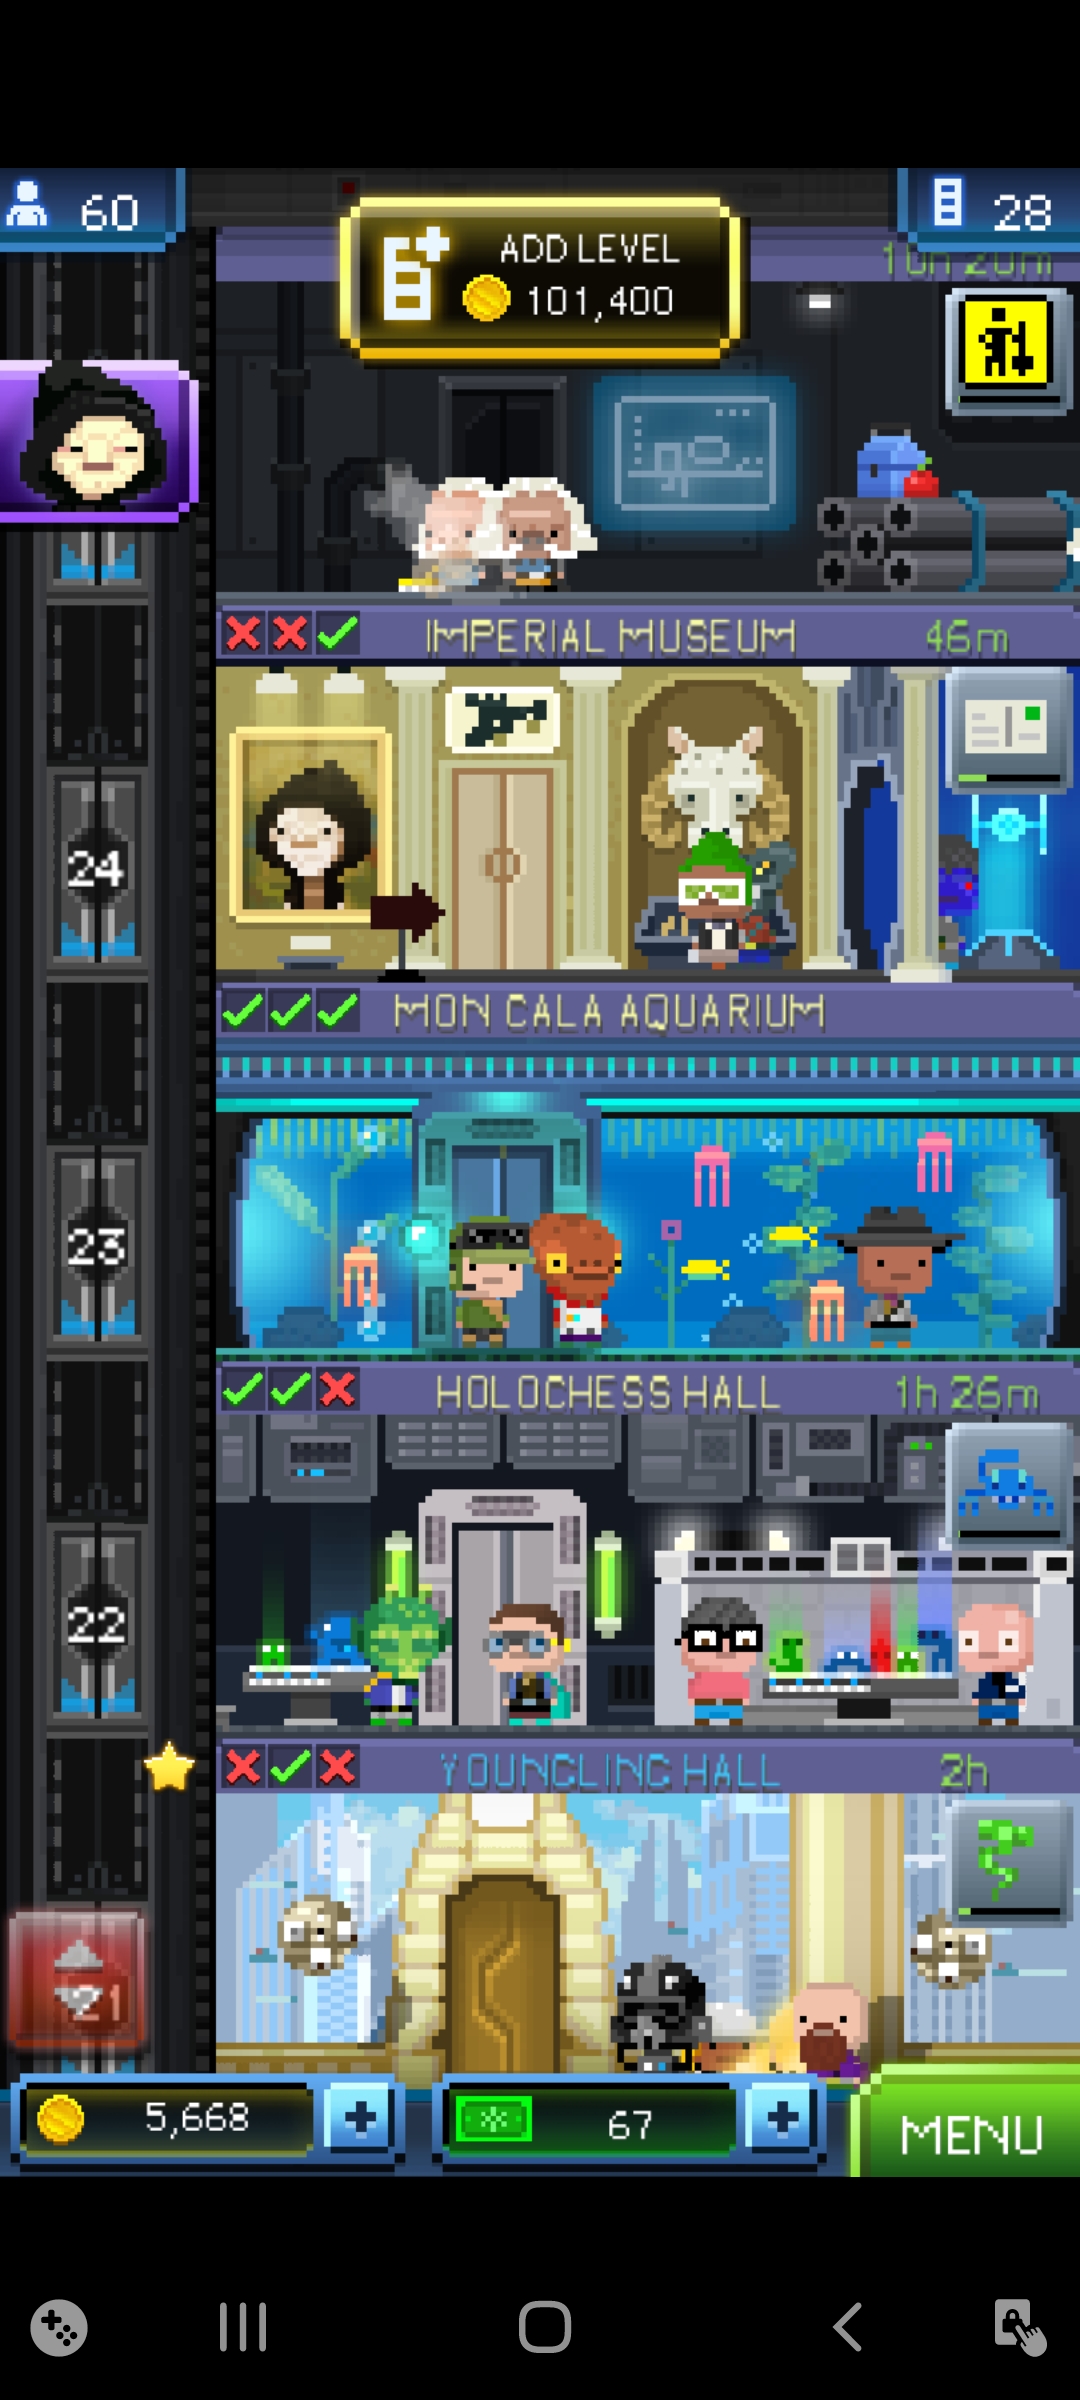 60
28
ADD LEVEL
101,400
10h 20m
IMPERIAL MUSEUM 46m
24
MON CALA AQUARIUM
23
HOLOCHESS HALL 1h 26m
22
YOUNGLING HALL 2h
21
5,668
67
MENU